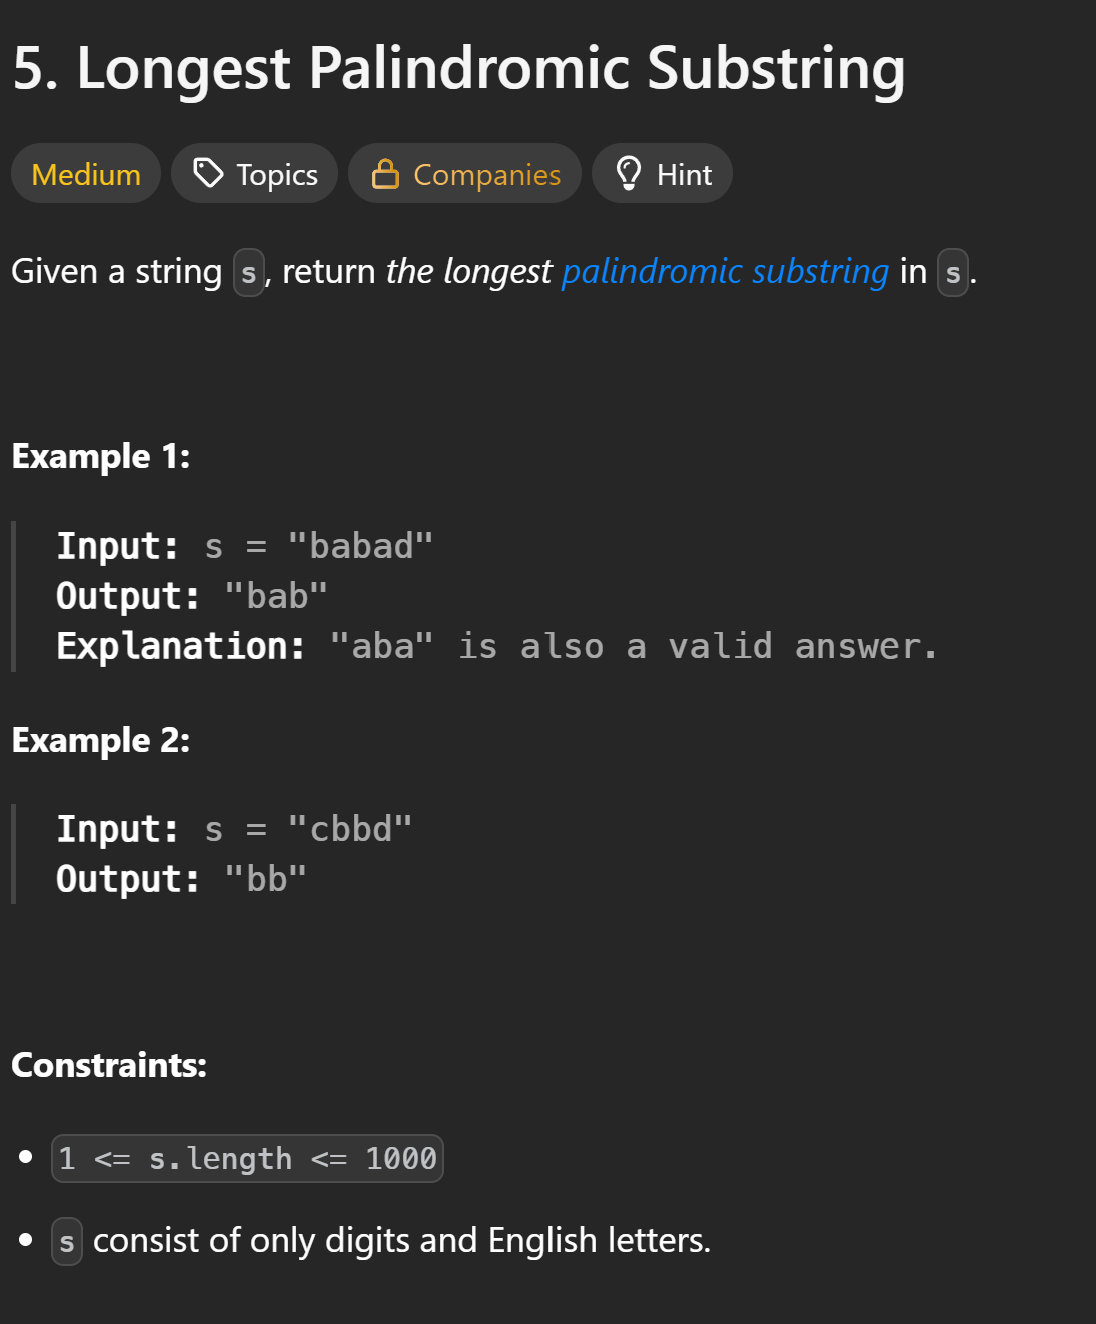 5. Longest Palindromic Substring
Medium Topics Companies Hint
Given a string s, return the longest palindromic substring in s.
Example 1:
Input: s = "babad"
Output: "bab"
Explanation: "aba" is also a valid answer.
Example 2:
Input: s = "cbbd"
Output: "bb"
Constraints:
• 1 <= s.length <= 1000
• s consist of only digits and English letters.